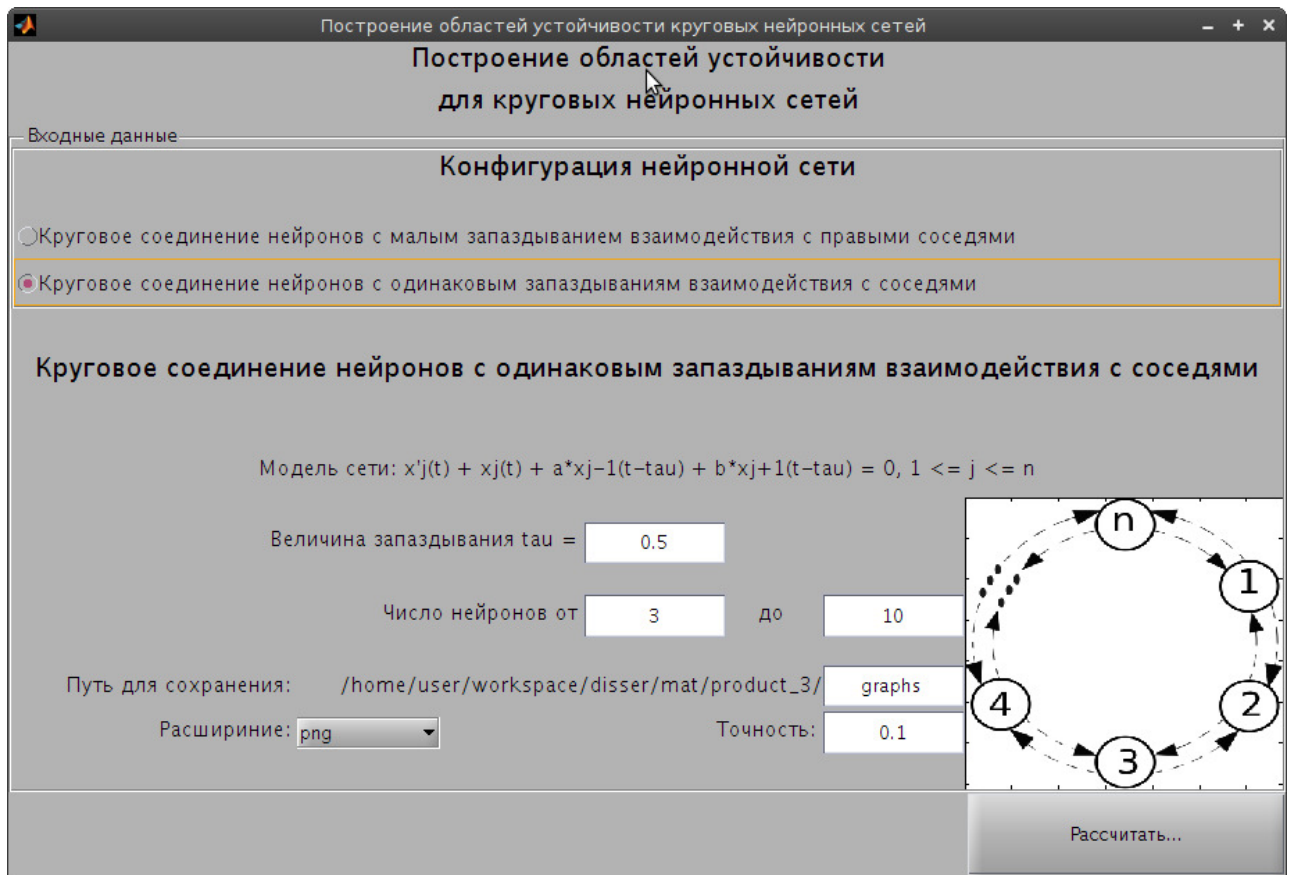 Построение областей устойчивости круговых нейронных сетей
Построение областей устойчивости
для круговых нейронных сетей
Входные данные
Конфигурация нейронной сети
Круговое соединение нейронов с малым запаздыванием взаимодействия с правыми соседями
Круговое соединение нейронов с одинаковым запаздываниям взаимодействия с соседями
Круговое соединение нейронов с одинаковым запаздываниям взаимодействия с соседями
Модель сети: x'j(t) + xj(t) + a*xj-1(t-tau) + b*xj+1(t-tau) = 0, 1 <= j <= n
Величина запаздывания tau = 0.5
Число нейронов от 3 до 10
Путь для сохранения: /home/user/workspace/disser/mat/product_3/ graphs
Расшириние: png Точность: 0.1
n
1
2
3
4
Рассчитать...